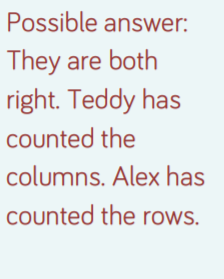 Possible answer:
They are both
right. Teddy has
counted the
columns. Alex has
counted the rows.